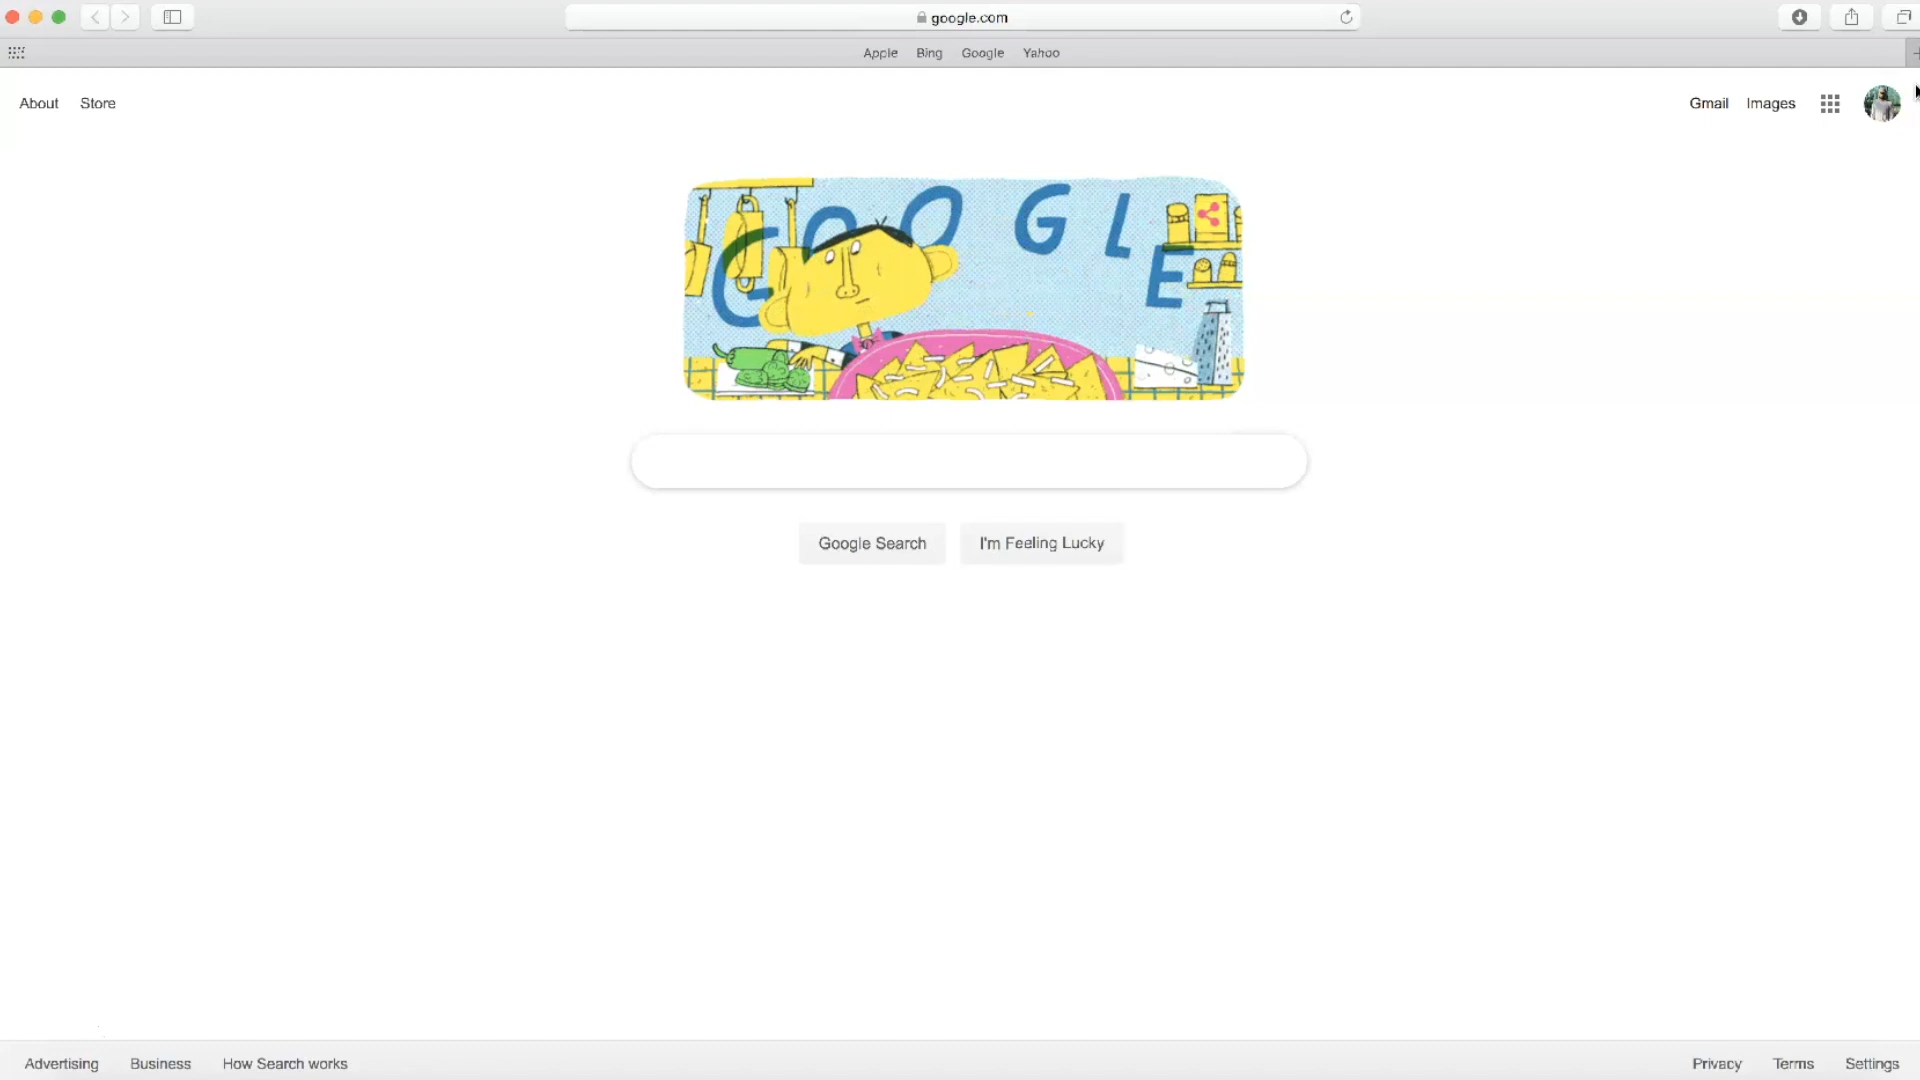 google.com
Apple Bing Google Yahoo
About Store Gmail Images
GOOGLE
Google Search I'm Feeling Lucky
Advertising Business How Search works Privacy Terms Settings